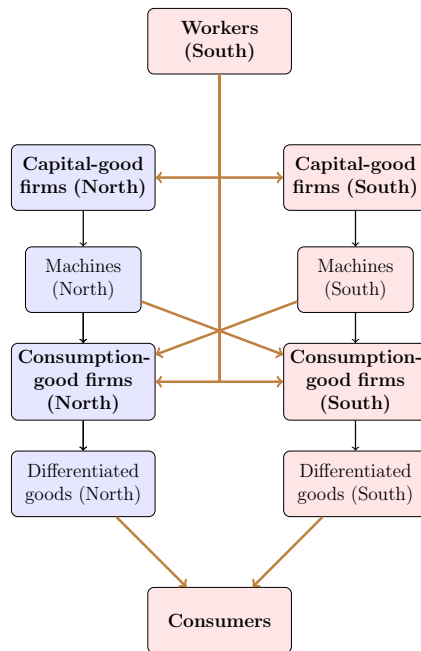 Workers
(South)
Capital-good
firms (North)
Capital-good
firms (South)
Machines
(North)
Machines
(South)
Consumption-
good firms
(North)
Consumption-
good firms
(South)
Differentiated
goods (North)
Differentiated
goods (South)
Consumers